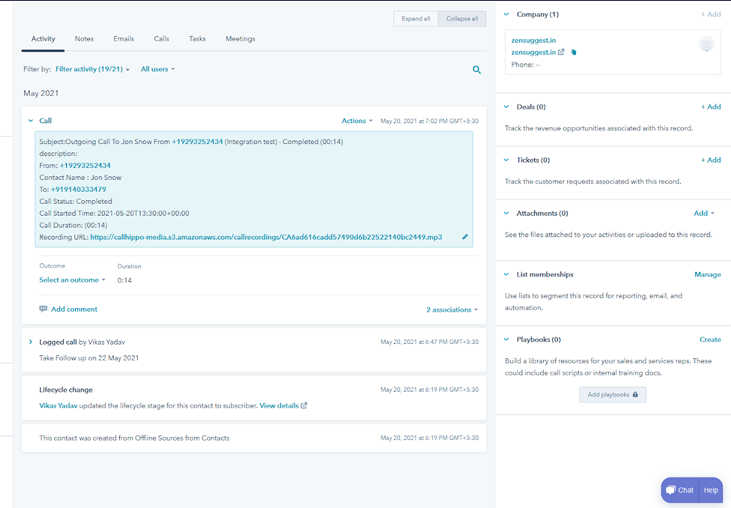 Expand all
Collapse all
Activity
Notes
Emails
Calls
Tasks
Meetings
Filter by: Filter activity (19/21)
All users
May 2021
Call
Actions
May 20, 2021 at 7:02 PM GMT+5:30
Subject:Outgoing Call To Jon Snow From +19293252434 (Integration test) - Completed (00:14)
description:
From: +19293252434
Contact Name : Jon Snow
To: +919140333479
Call Status: Completed
Call Started Time: 2021-05-20T13:30:00+00:00
Call Duration: (00:14)
Recording URL: https://callhippo-media.s3.amazonaws.com/callrecordings/CA6ad616cadd57490d6b22522140bc2449.mp3
Outcome
Duration
Select an outcome
0:14
Add comment
2 associations
Logged call by Vikas Yadav
May 20, 2021 at 6:47 PM GMT+5:30
Take Follow up on 22 May 2021
Lifecycle change
May 20, 2021 at 6:19 PM GMT+5:30
Vikas Yadav updated the lifecycle stage for this contact to subscriber. View details
This contact was created from Offline Sources from Contacts
May 20, 2021 at 6:19 PM GMT+5:30
Company (1)
+ Add
zensuggest.in
zensuggest.in
Phone: --
Deals (0)
+ Add
Track the revenue opportunities associated with this record.
Tickets (0)
+ Add
Track the customer requests associated with this record.
Attachments (0)
Add
See the files attached to your activities or uploaded to this record.
List memberships
Manage
Use lists to segment this record for reporting, email, and
automation.
Playbooks (0)
Create
Build a library of resources for your sales and services reps. These
could include call scripts or internal training docs.
Add playbooks
Chat
Help